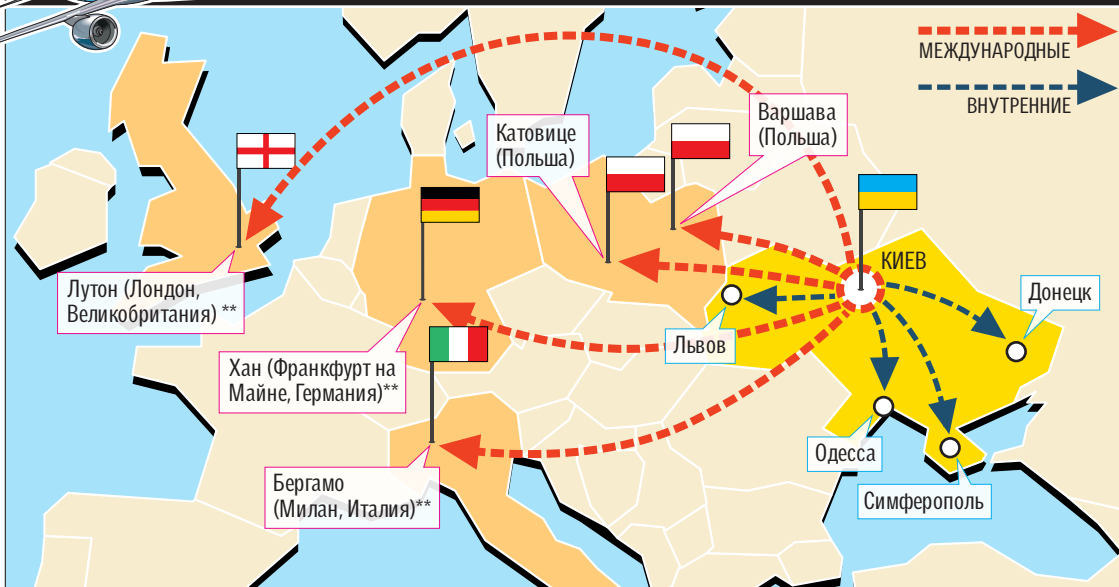 МЕЖДУНАРОДНЫЕ
ВНУТРЕННИЕ
Варшава
(Польша)
Катовице
(Польша)
КИЕВ
Лутон (Лондон,
Великобритания) **
Донецк
Львов
Хан (Франкфурт на
Майне, Германия)**
Одесса
Бергамо
(Милан, Италия)**
Симферополь